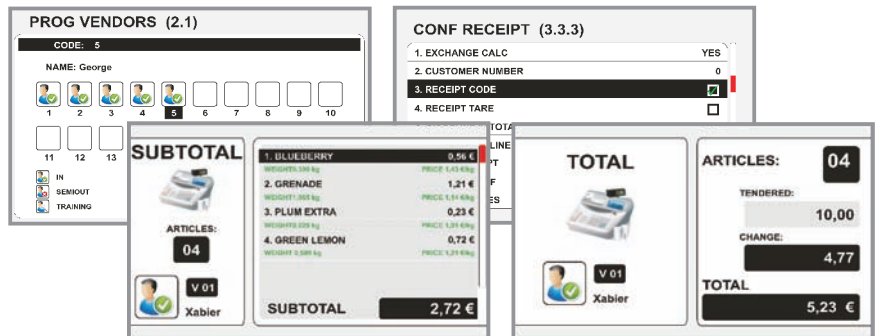 PROG VENDORS (2.1)
CODE: 5
NAME: George
1 2 3 4 5 6 7 8 9 10
11 12 13
IN
SEMIOUT
TRAINING
CONF RECEIPT (3.3.3)
1. EXCHANGE CALC YES
2. CUSTOMER NUMBER 0
3. RECEIPT CODE
4. RECEIPT TARE
SUBTOTAL
ARTICLES:
04
V 01
Xabier
1. BLUEBERRY 0,56 €
2. GRENADE 1,21 €
3. PLUM EXTRA 0,23 €
4. GREEN LEMON 0,72 €
SUBTOTAL 2,72 €
TOTAL
V 01
Xabier
ARTICLES: 04
TENDERED:
10,00
CHANGE:
4,77
TOTAL
5,23 €